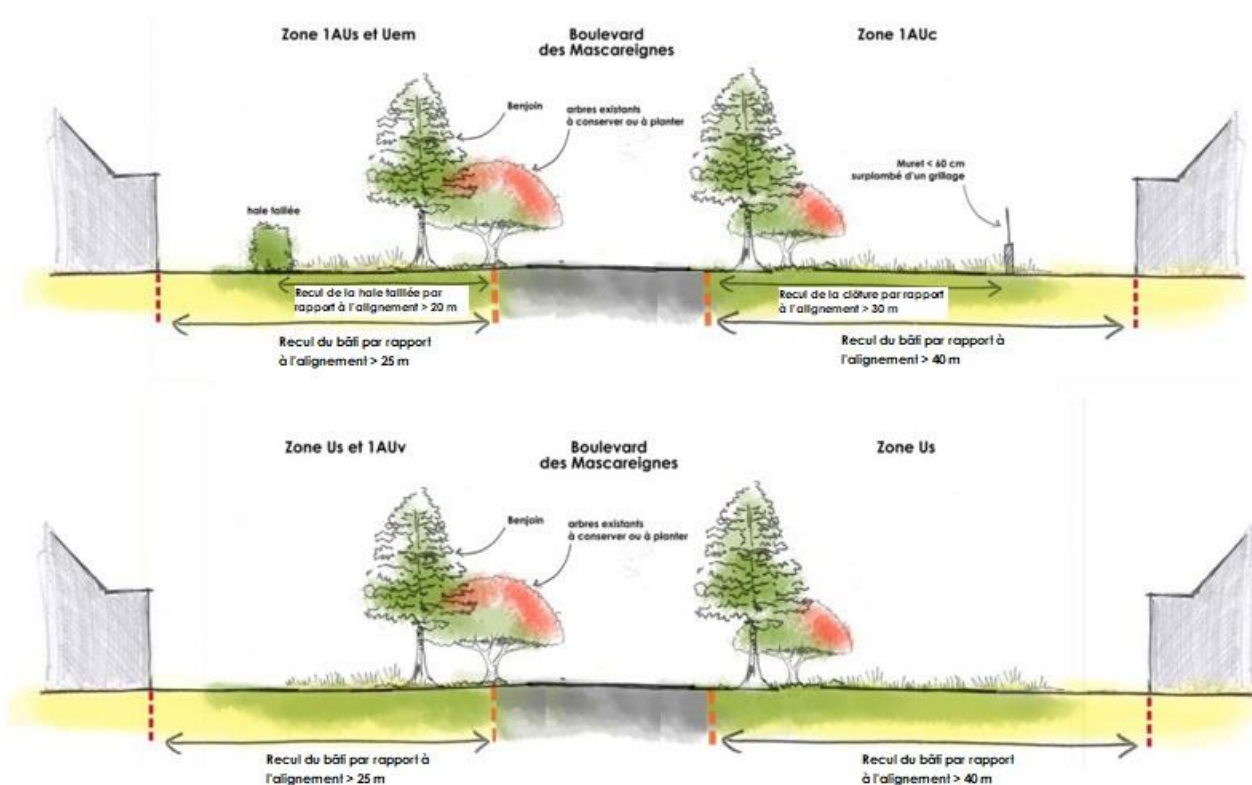 Zone 1AUs et Uem
Boulevard
des Mascareignes
Zone 1AUc
Benjoin
arbres existants
à conserver ou à planter
Muret < 60 cm
surplombé d'un grillage
haie taillée
Recul de la haie taillée par
rapport à l'alignement > 20 m
Recul de la clôture par rapport
à l'alignement > 30 m
Recul du bâti par rapport
à l'alignement > 25 m
Recul du bâti par rapport à
l'alignement > 40 m
Zone Us et 1AUv
Boulevard
des Mascareignes
Zone Us
Benjoin
arbres existants
à conserver ou à planter
Recul du bâti par rapport à
l'alignement > 25 m
Recul du bâti par rapport
à l'alignement > 40 m